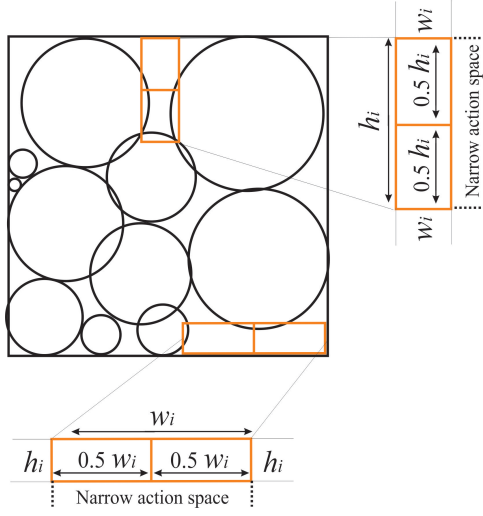 wᵢ
hᵢ
0.5 hᵢ
0.5 hᵢ
Narrow action space
wᵢ
wᵢ
hᵢ
0.5 wᵢ
0.5 wᵢ
hᵢ
Narrow action space